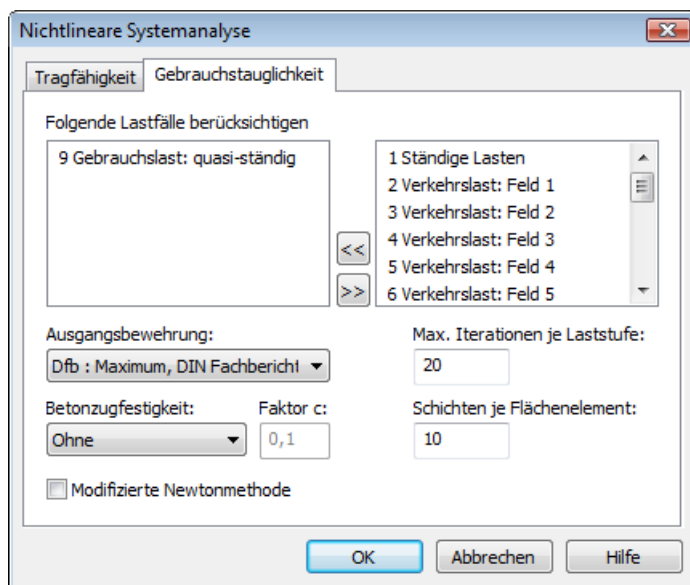 Nichtlineare Systemanalyse
Tragfähigkeit Gebrauchstauglichkeit
Folgende Lastfälle berücksichtigen
9 Gebrauchslast: quasi-ständig
1 Ständige Lasten
2 Verkehrslast: Feld 1
3 Verkehrslast: Feld 2
4 Verkehrslast: Feld 3
5 Verkehrslast: Feld 4
6 Verkehrslast: Feld 5
<<
>>
Ausgangsbewehrung:
Max. Iterationen je Laststufe:
Dfb : Maximum, DIN Fachbericht
20
Betonzugfestigkeit:
Faktor c:
Schichten je Flächenelement:
Ohne
0,1
10
Modifizierte Newtonmethode
OK Abbrechen Hilfe